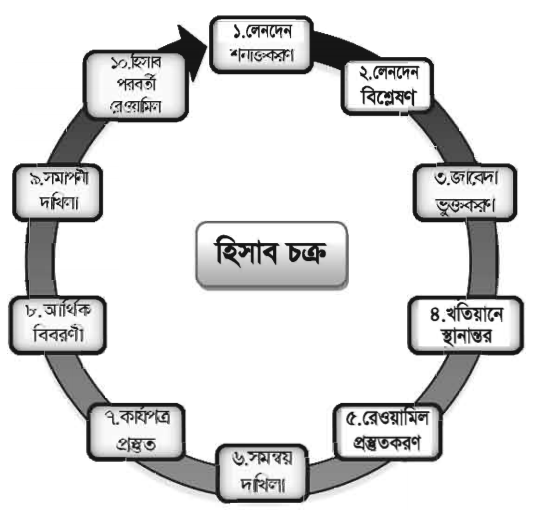 ১.লেনদেন
শনাক্তকরণ
২.লেনদেন
বিশ্লেষণ
৩.জাবেদা
ভুক্তকরণ
৪.খতিয়ানে
স্থানান্তর
৫.রেওয়ামিল
প্রস্তুতকরণ
৬.সমন্বয়
দাখিলা
৭.কার্যপত্র
প্রস্তুত
৮.আর্থিক
বিবরণী
৯.সমাপনী
দাখিলা
১০.হিসাব
পরবর্তী
রেওয়ামিল
হিসাব চক্র